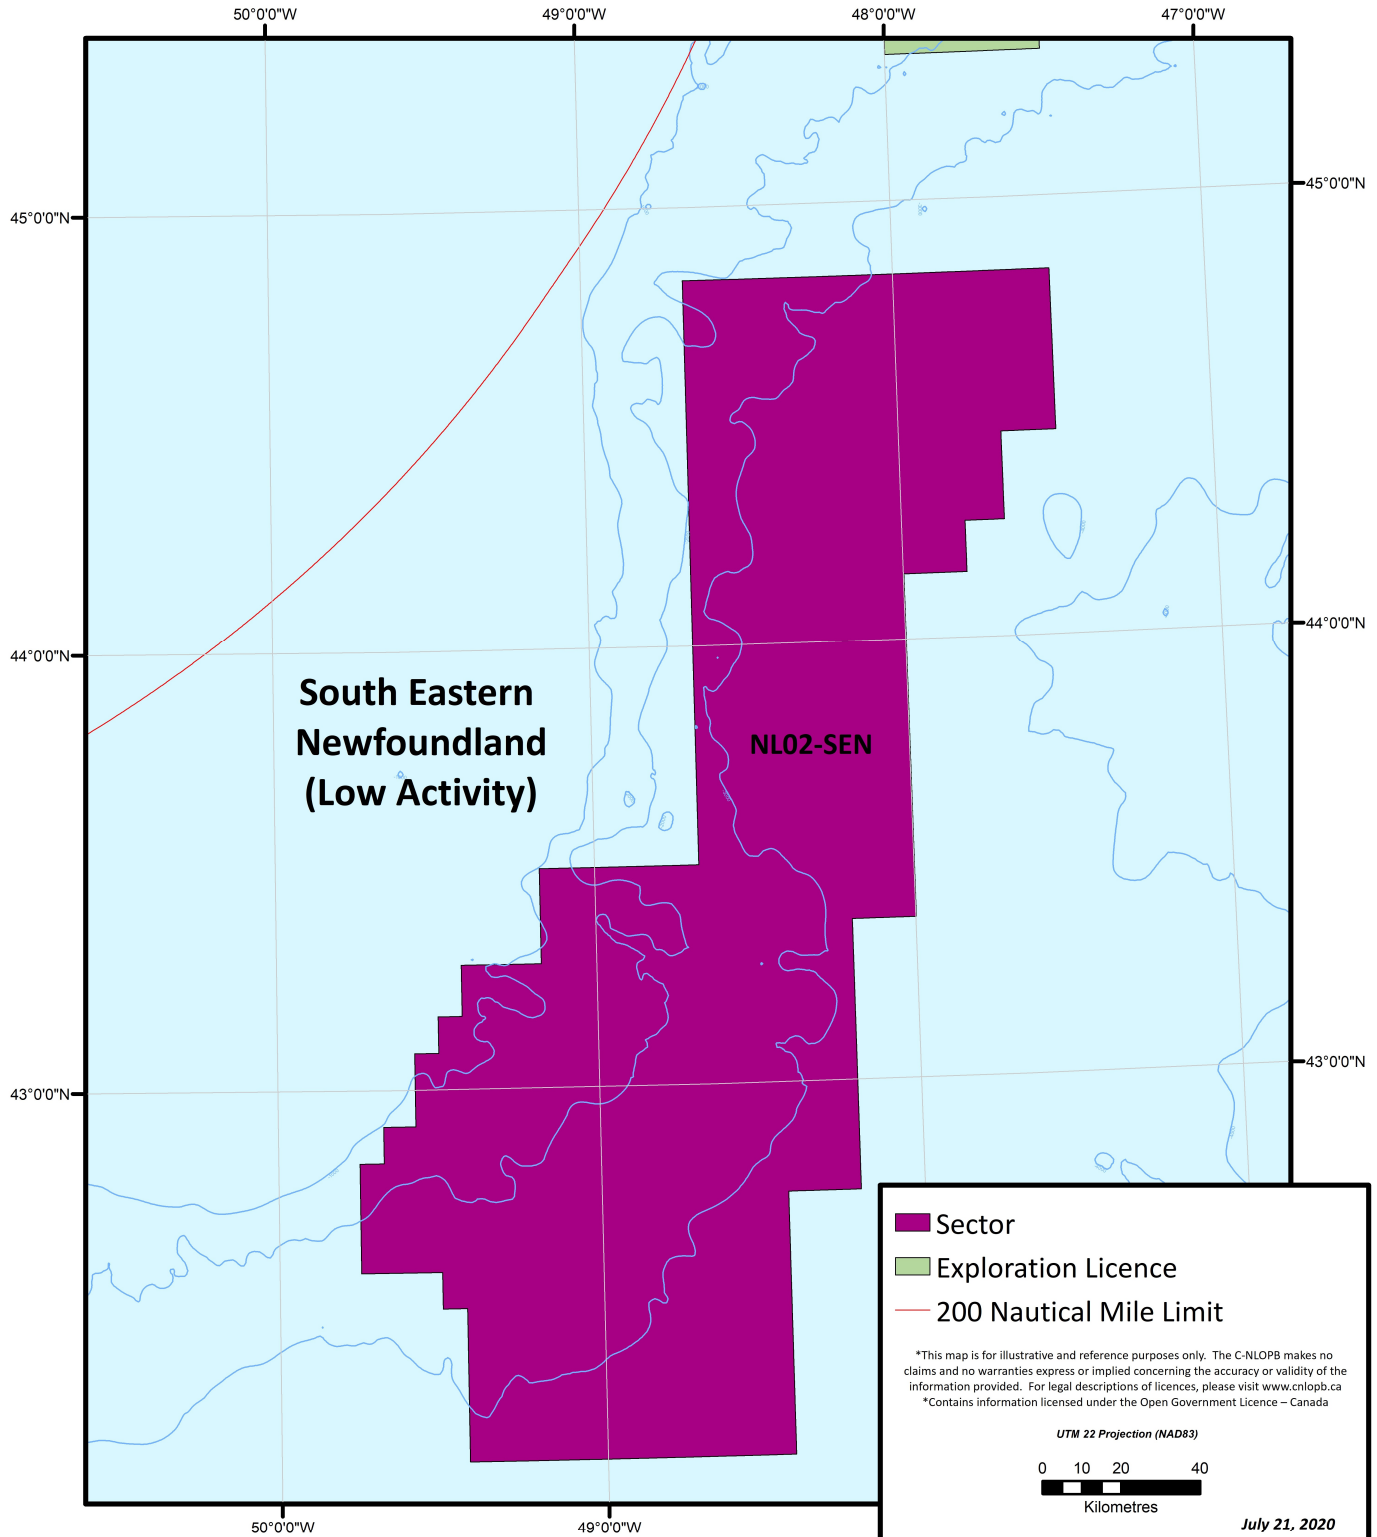 50°0'0"W 49°0'0"W 48°0'0"W 47°0'0"W
45°0'0"N
45°0'0"N
44°0'0"N
44°0'0"N
South Eastern
Newfoundland
(Low Activity)
NL02-SEN
43°0'0"N
43°0'0"N
Sector
Exploration Licence
200 Nautical Mile Limit
*This map is for illustrative and reference purposes only. The C-NLOPB makes no
claims and no warranties express or implied concerning the accuracy or validity of the
information provided. For legal descriptions of licences, please visit www.cnlopb.ca
*Contains information licensed under the Open Government Licence – Canada
UTM 22 Projection (NAD83)
0 10 20 40
Kilometres
July 21, 2020
50°0'0"W 49°0'0"W